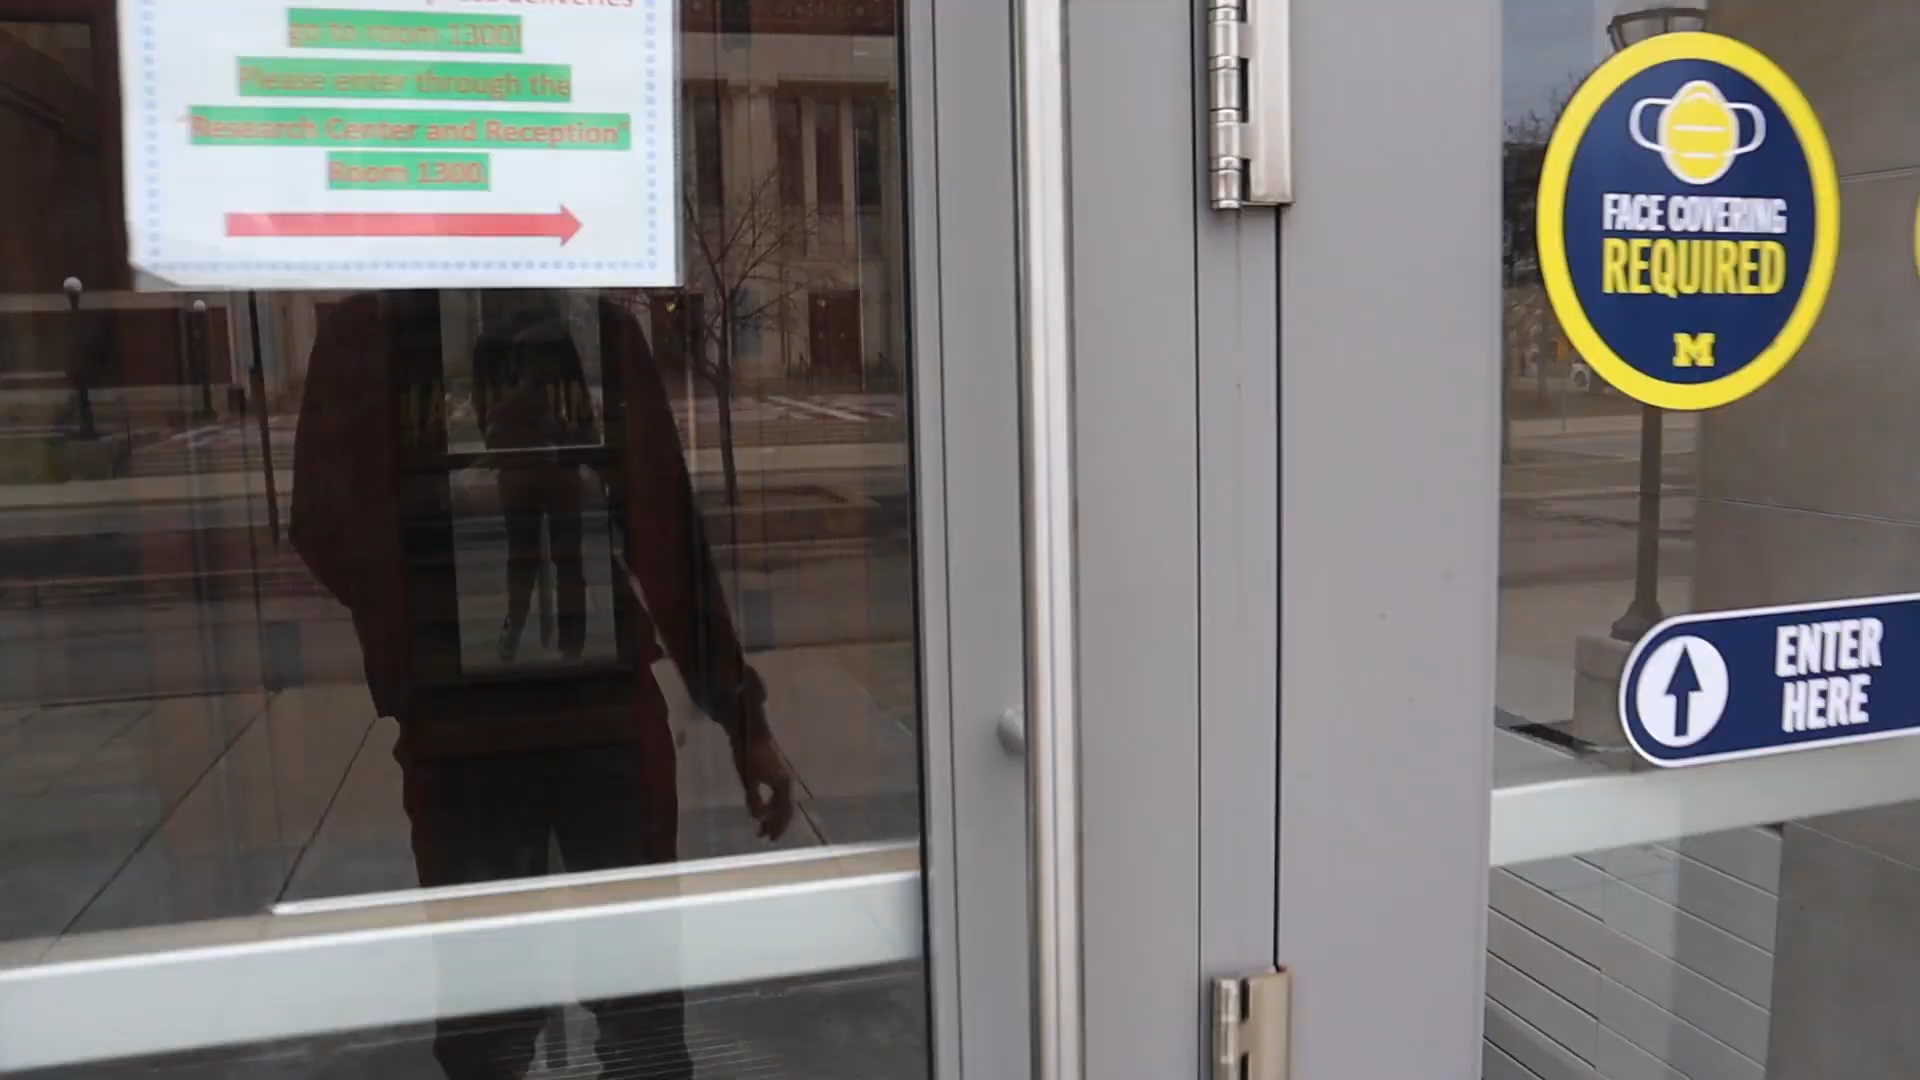 deliveries
go to room 1300!
Please enter through the
"Research Center and Reception"
Room 1300.
FACE COVERING
REQUIRED
M
ENTER
HERE